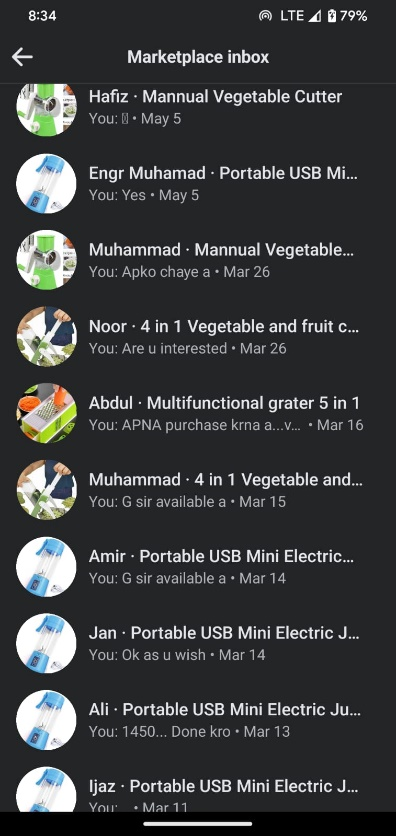 8:34
LTE 79%
Marketplace inbox
Hafiz · Mannual Vegetable Cutter
You: • May 5
Engr Muhamad · Portable USB Mi...
You: Yes • May 5
Muhammad · Mannual Vegetable...
You: Apko chaye a • Mar 26
Noor · 4 in 1 Vegetable and fruit c...
You: Are u interested • Mar 26
Abdul · Multifunctional grater 5 in 1
You: APNA purchase krna a...v... • Mar 16
Muhammad · 4 in 1 Vegetable and...
You: G sir available a • Mar 15
Amir · Portable USB Mini Electric...
You: G sir available a • Mar 14
Jan · Portable USB Mini Electric J...
You: Ok as u wish • Mar 14
Ali · Portable USB Mini Electric Ju...
You: 1450... Done kro • Mar 13
Ijaz · Portable USB Mini Electric J...
You: • Mar 11